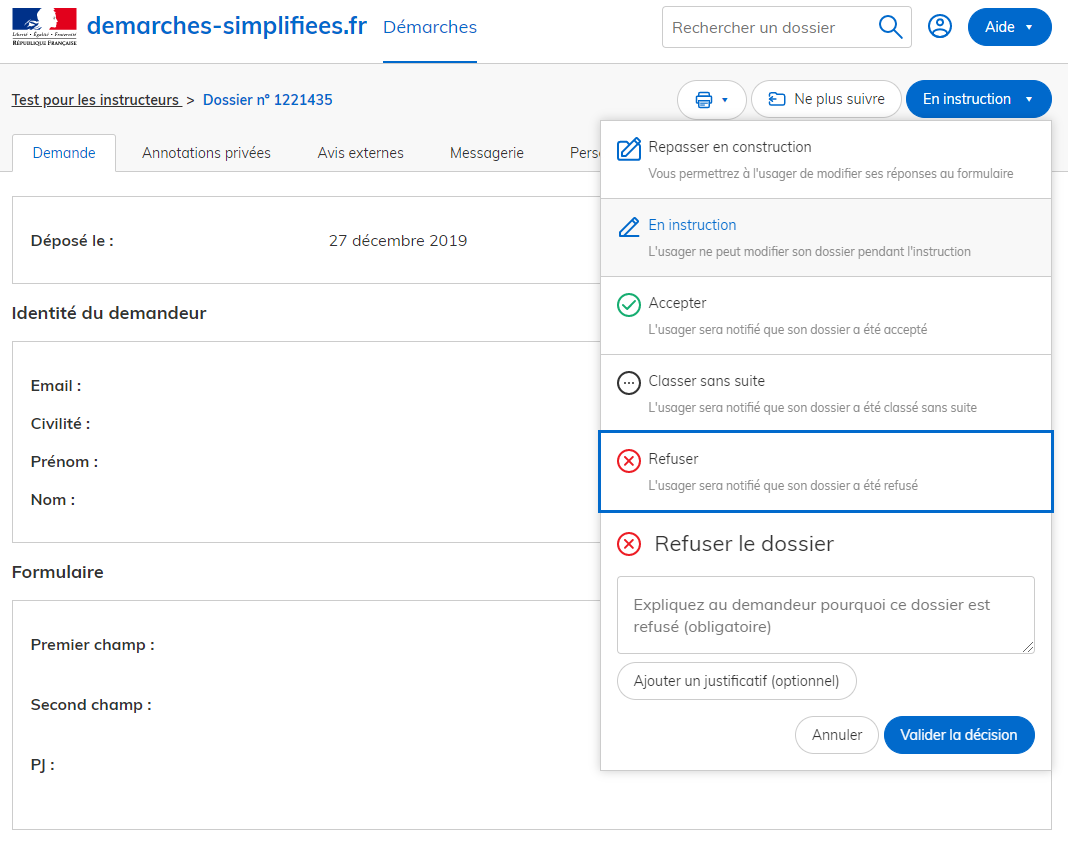 demarches-simplifiees.fr
Démarches
Rechercher un dossier
Aide
RÉPUBLIQUE FRANÇAISE
Test pour les instructeurs > Dossier n° 1221435
Ne plus suivre
En instruction
Demande
Annotations privées
Avis externes
Messagerie
Perso
Repasser en construction
Vous permettrez à l'usager de modifier ses réponses au formulaire
En instruction
L'usager ne peut modifier son dossier pendant l'instruction
Accepter
L'usager sera notifié que son dossier a été accepté
Classer sans suite
L'usager sera notifié que son dossier a été classé sans suite
Refuser
L'usager sera notifié que son dossier a été refusé
Refuser le dossier
Expliquez au demandeur pourquoi ce dossier est
refusé (obligatoire)
Ajouter un justificatif (optionnel)
Annuler
Valider la décision
Déposé le :
27 décembre 2019
Identité du demandeur
Email :
Civilité :
Prénom :
Nom :
Formulaire
Premier champ :
Second champ :
PJ :